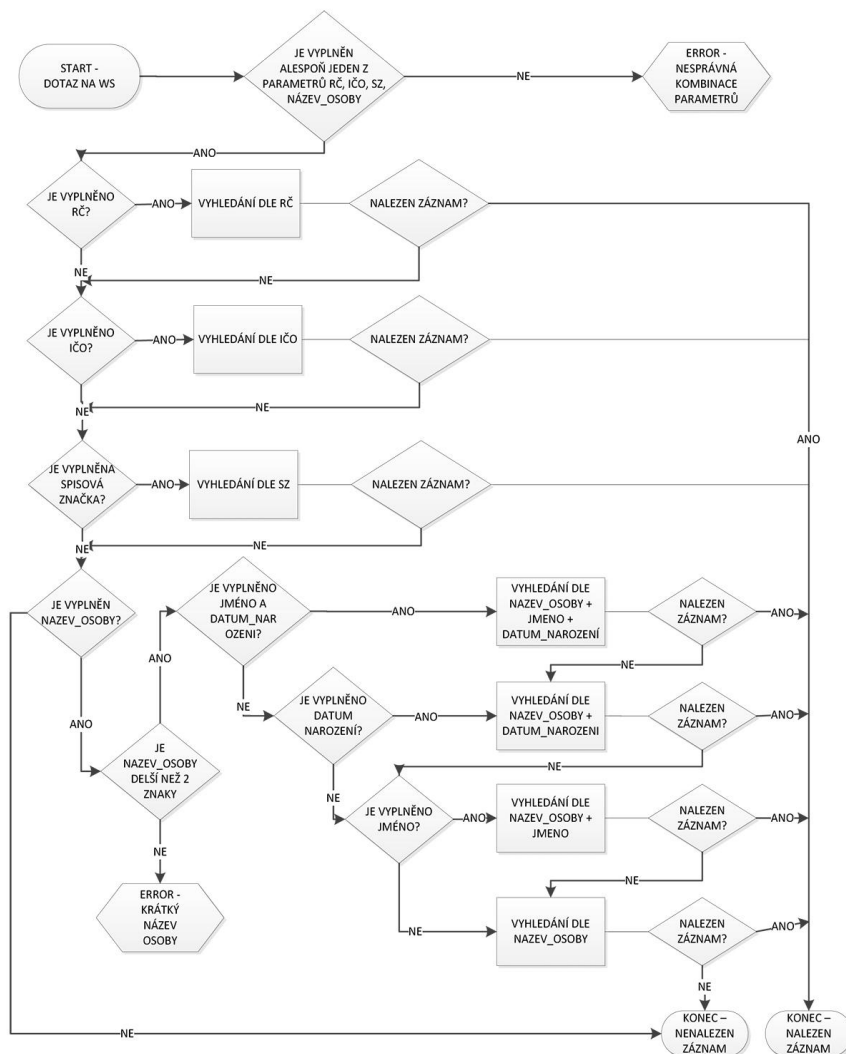 START -
DOTAZ NA WS
JE VYPLNĚN
ALESPOŇ JEDEN Z
PARAMETRŮ RČ, IČO, SZ,
NÁZEV_OSOBY
NE
ERROR -
NESPRÁVNÁ
KOMBINACE
PARAMETRŮ
ANO
JE VYPLNĚNO
RČ?
ANO
VYHLEDÁNÍ DLE RČ
NALEZEN ZÁZNAM?
NE
NE
JE VYPLNĚNO
IČO?
ANO
VYHLEDÁNÍ DLE IČO
NALEZEN ZÁZNAM?
NE
NE
ANO
JE VYPLNĚNA
SPISOVÁ
ZNAČKA?
ANO
VYHLEDÁNÍ DLE SZ
NALEZEN ZÁZNAM?
NE
NE
JE VYPLNĚN
NAZEV_OSOBY?
JE VYPLNĚNO
JMÉNO A
DATUM_NAR
OZENI?
ANO
VYHLEDÁNÍ DLE
NAZEV_OSOBY +
JMENO +
DATUM_NAROZENÍ
NALEZEN
ZÁZNAM?
ANO
ANO
NE
NE
ANO
JE VYPLNĚNO
DATUM
NAROZENÍ?
ANO
VYHLEDÁNÍ DLE
NAZEV_OSOBY +
DATUM_NAROZENI
NALEZEN
ZÁZNAM?
ANO
JE
NAZEV_OSOBY
DELŠÍ NEŽ 2
ZNAKY
NE
NE
JE VYPLNĚNO
JMÉNO?
ANO
VYHLEDÁNÍ DLE
NAZEV_OSOBY +
JMENO
NALEZEN
ZÁZNAM?
ANO
NE
NE
ERROR -
KRÁTKÝ
NÁZEV
OSOBY
NE
VYHLEDÁNÍ DLE
NAZEV_OSOBY
NALEZEN
ZÁZNAM?
ANO
NE
NE
KONEC –
NENALEZEN
ZÁZNAM
KONEC –
NALEZEN
ZÁZNAM